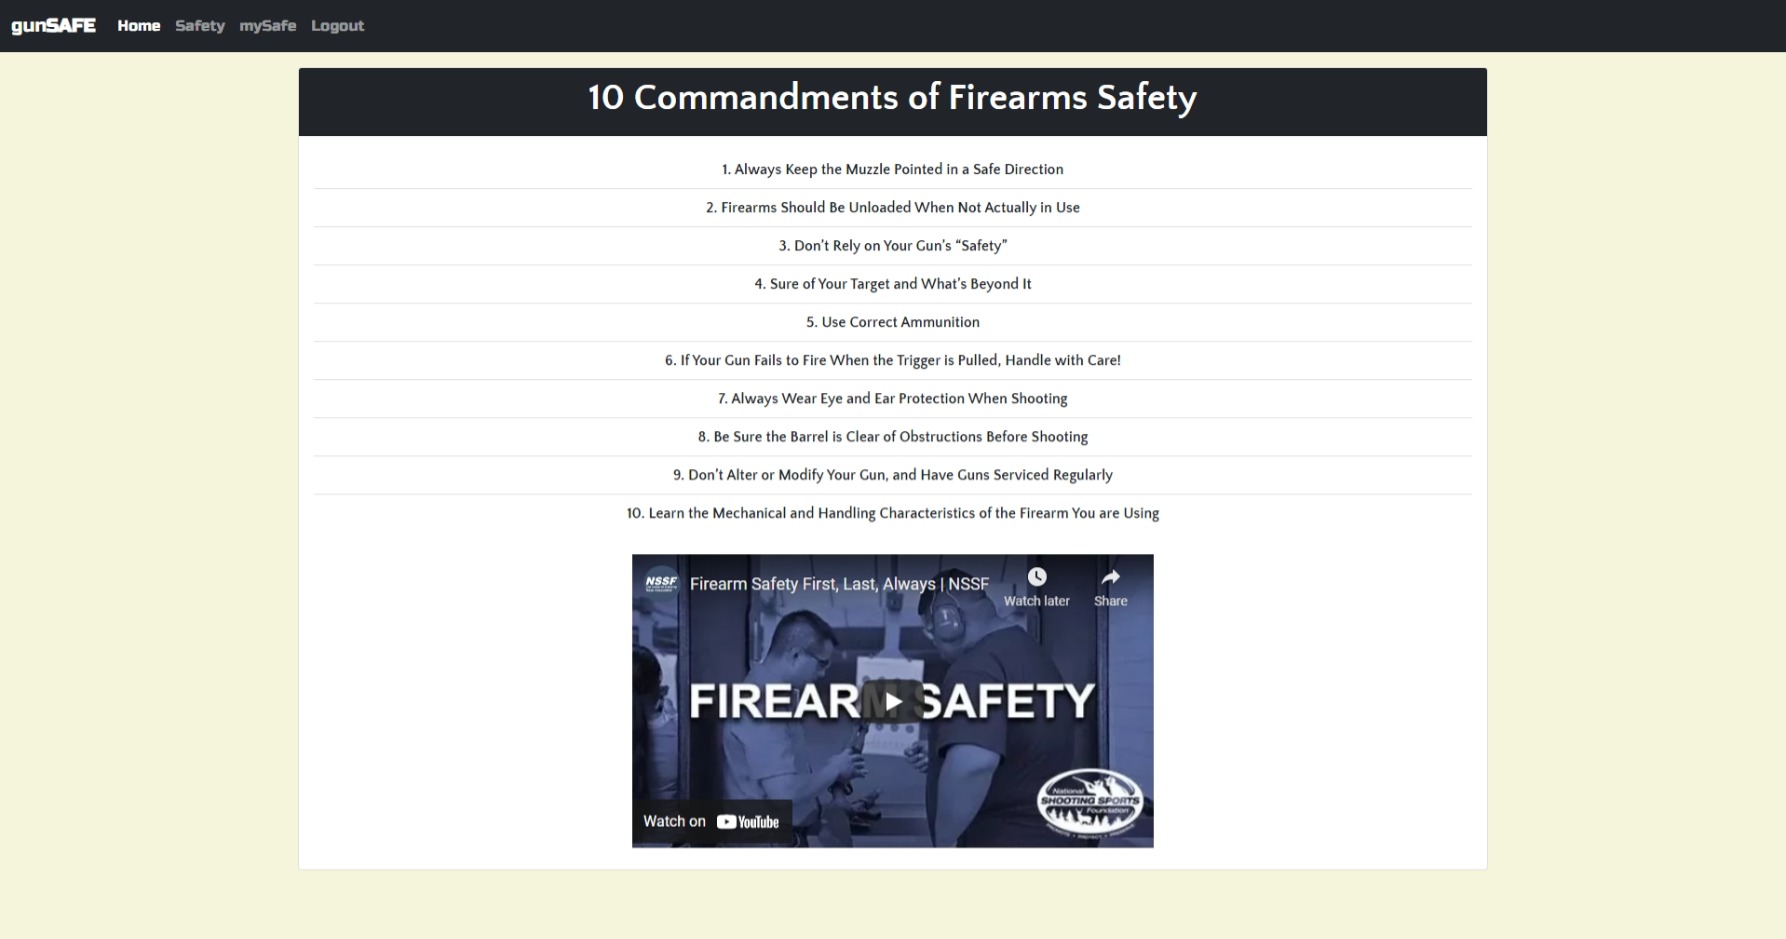 gunSAFE Home Safety mySafe Logout
10 Commandments of Firearms Safety
1. Always Keep the Muzzle Pointed in a Safe Direction
2. Firearms Should Be Unloaded When Not Actually in Use
3. Don’t Rely on Your Gun’s “Safety”
4. Sure of Your Target and What’s Beyond It
5. Use Correct Ammunition
6. If Your Gun Fails to Fire When the Trigger is Pulled, Handle with Care!
7. Always Wear Eye and Ear Protection When Shooting
8. Be Sure the Barrel is Clear of Obstructions Before Shooting
9. Don’t Alter or Modify Your Gun, and Have Guns Serviced Regularly
10. Learn the Mechanical and Handling Characteristics of the Firearm You are Using
NSSF Firearm Safety First, Last, Always | NSSF
Watch later Share
FIREARM SAFETY
National
SHOOTING SPORTS
Foundation
Watch on YouTube